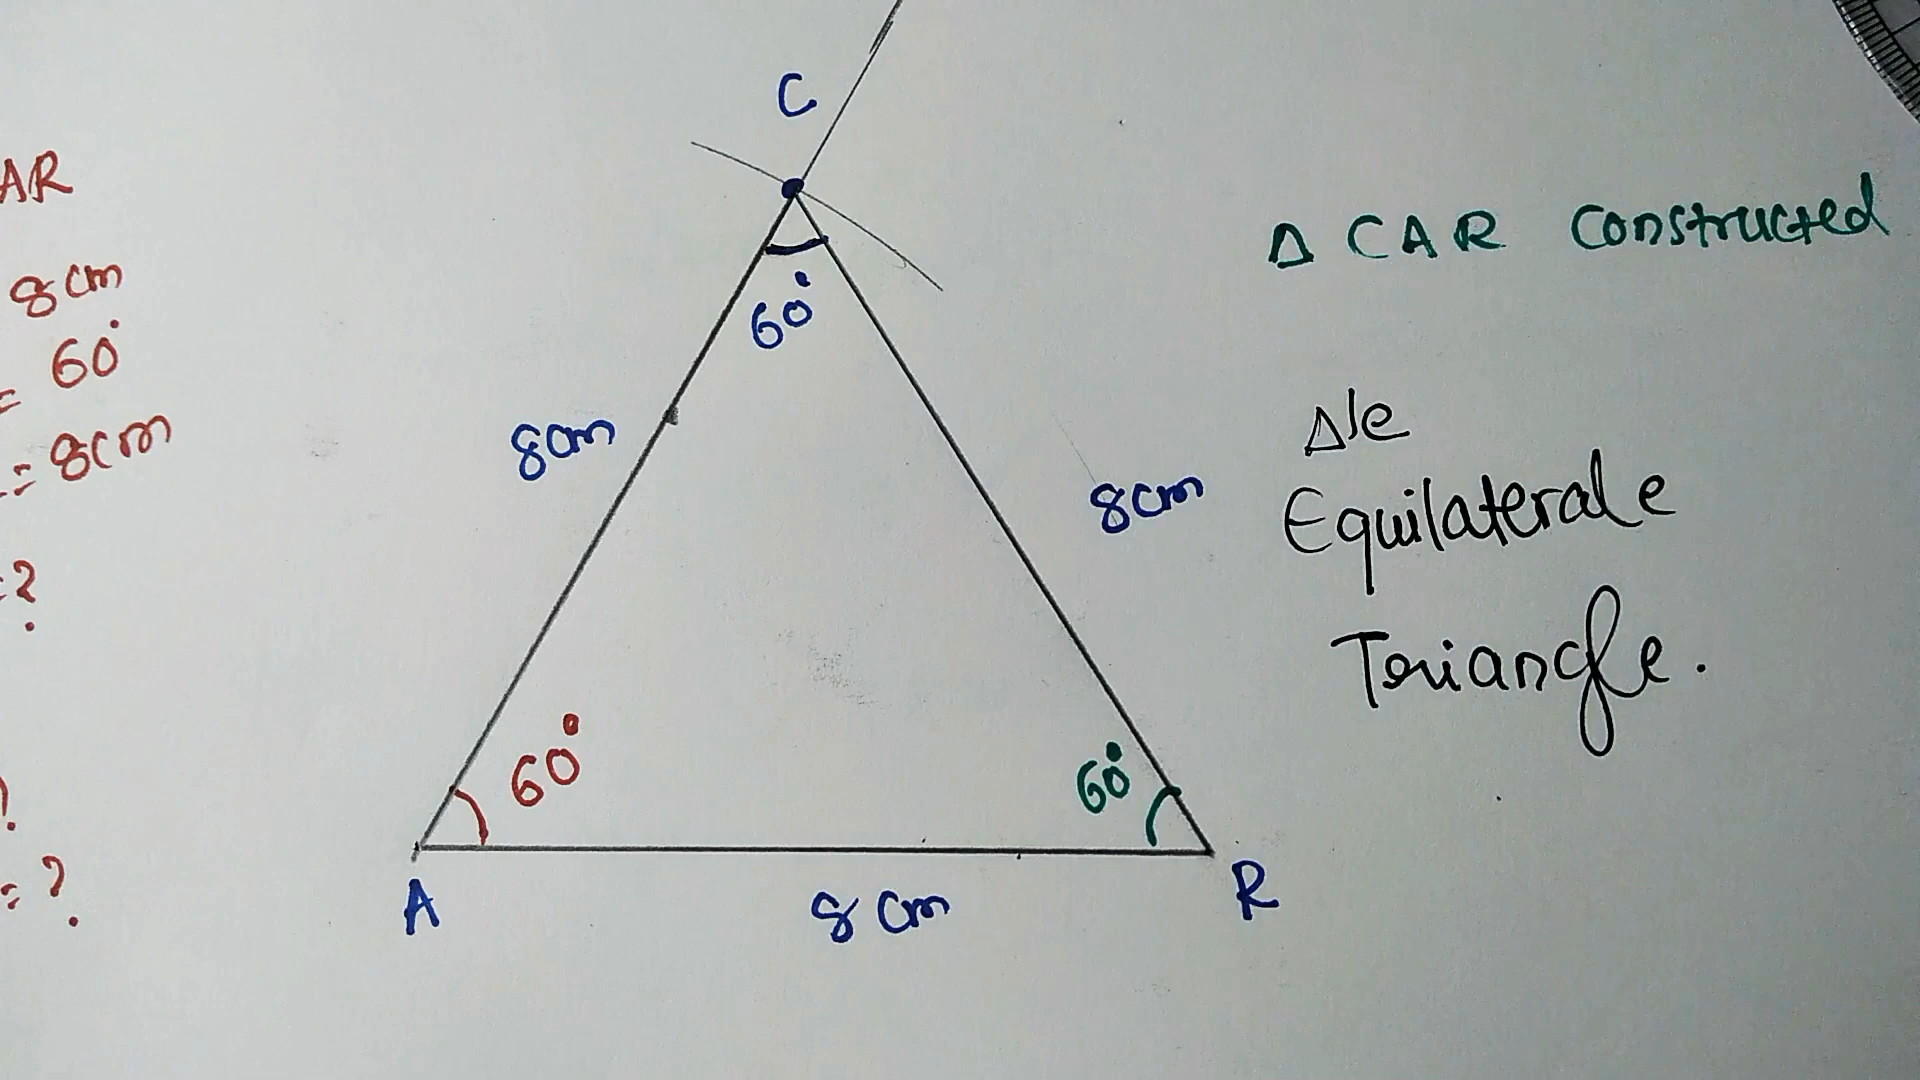 AR
8cm
= 60°
= 8cm
= ?
?
= ?
C
60°
8cm
8cm
60°
60°
A
8 cm
R
Δ CAR Constructed
Δle
Equilaterale
Triangle.